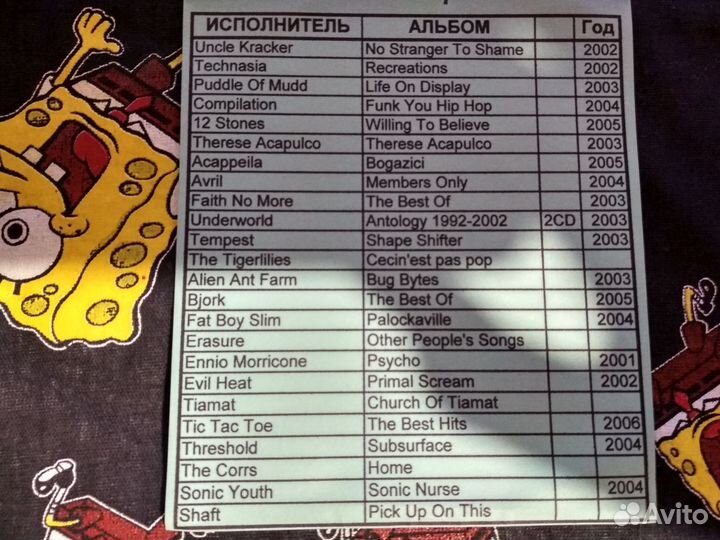 ИСПОЛНИТЕЛЬ АЛЬБОМ Год
Uncle Kracker No Stranger To Shame 2002
Technasia Recreations 2002
Puddle Of Mudd Life On Display 2003
Compilation Funk You Hip Hop 2004
12 Stones Willing To Believe 2005
Therese Acapulco Therese Acapulco 2003
Acappeila Bogazici 2005
Avril Members Only 2004
Faith No More The Best Of 2003
Underworld Antology 1992-2002 2CD 2003
Tempest Shape Shifter 2003
The Tigerlilies Cecin'est pas pop
Alien Ant Farm Bug Bytes 2003
Bjork The Best Of 2005
Fat Boy Slim Palockaville 2004
Erasure Other People's Songs
Ennio Morricone Psycho 2001
Evil Heat Primal Scream 2002
Tiamat Church Of Tiamat
Tic Tac Toe The Best Hits 2006
Threshold Subsurface 2004
The Corrs Home
Sonic Youth Sonic Nurse 2004
Shaft Pick Up On This
Avito